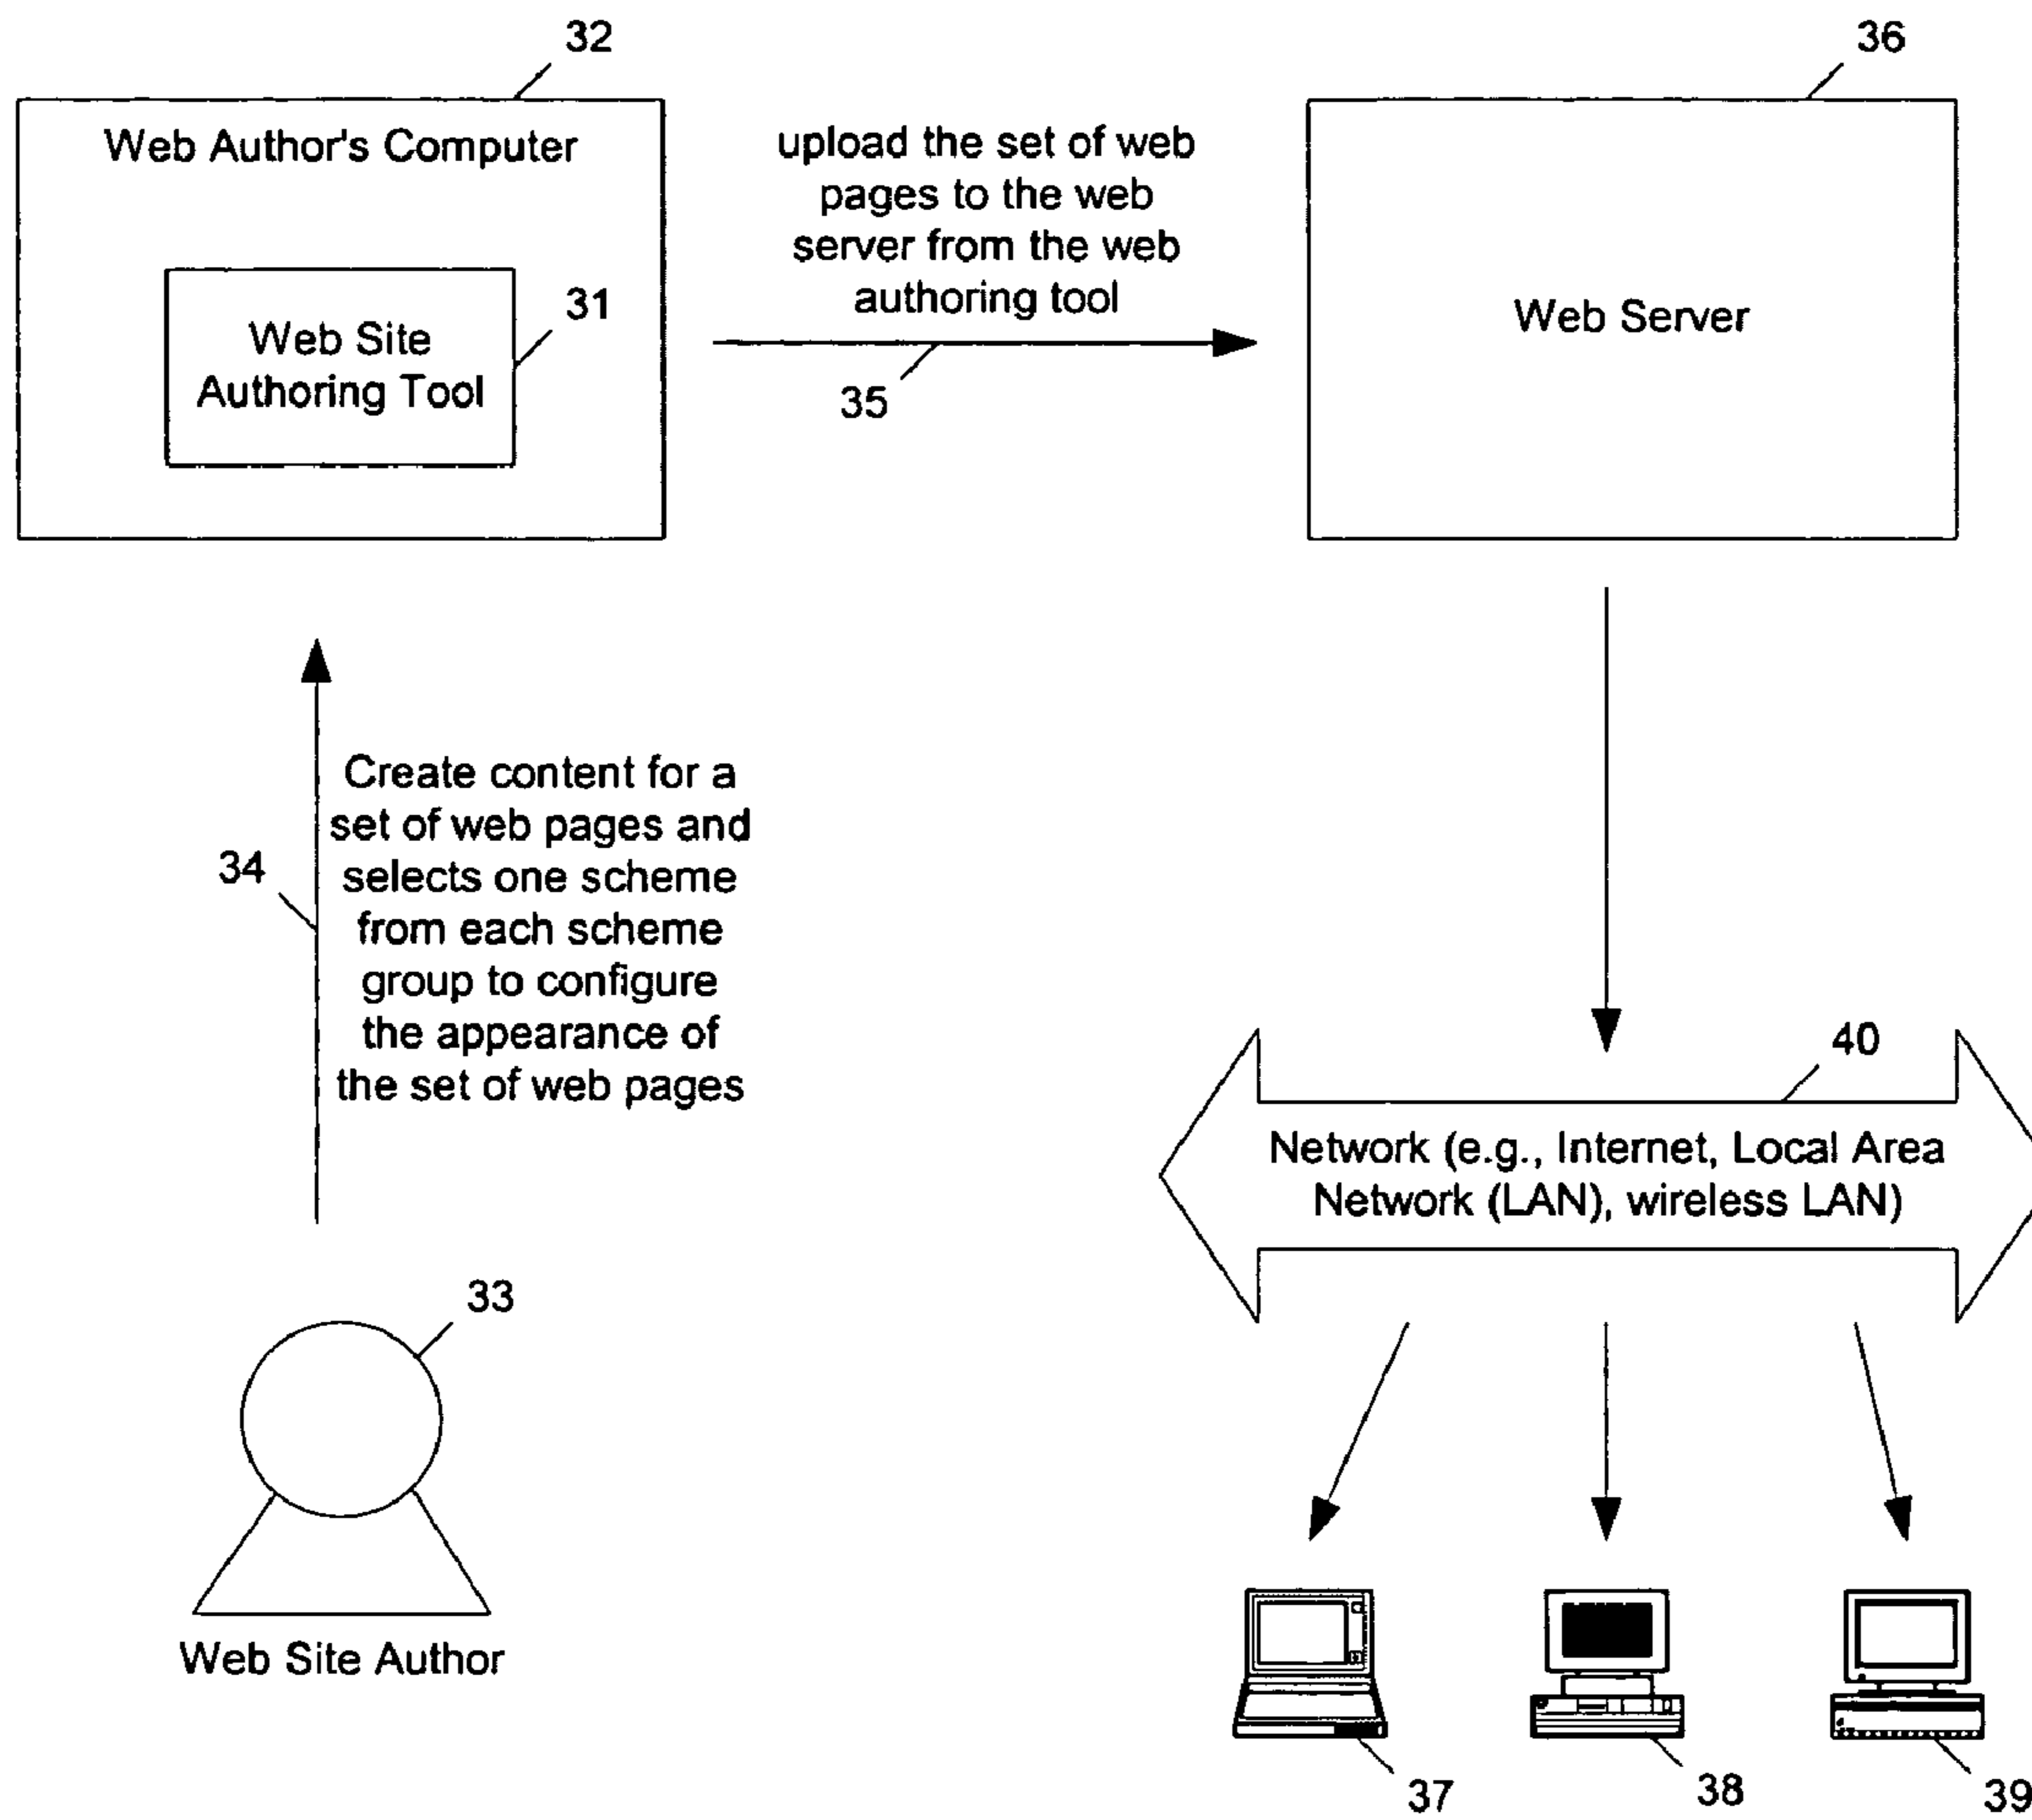 32
36
Web Author's Computer
upload the set of web
pages to the web
server from the web
authoring tool
31
Web Site
Authoring Tool
Web Server
35
Create content for a
set of web pages and
selects one scheme
from each scheme
group to configure
the appearance of
the set of web pages
34
40
Network (e.g., Internet, Local Area
Network (LAN), wireless LAN)
33
Web Site Author
37
38
39